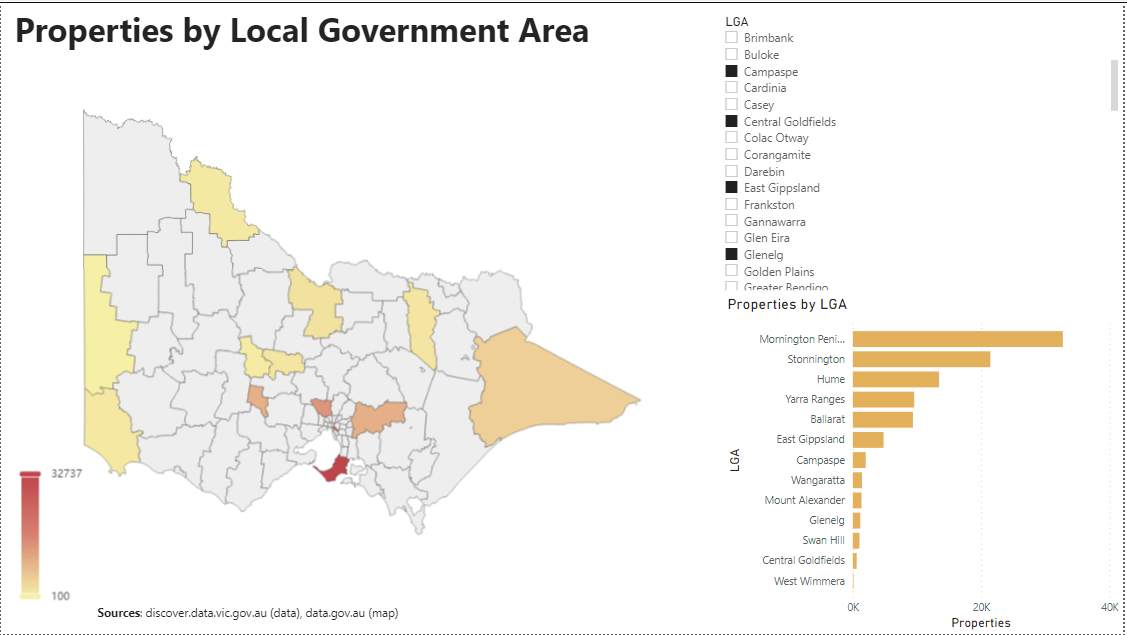 Properties by Local Government Area
LGA
Brimbank
Buloke
Campaspe
Cardinia
Casey
Central Goldfields
Colac Otway
Corangamite
Darebin
East Gippsland
Frankston
Gannawarra
Glen Eira
Glenelg
Golden Plains
Greater Bendigo
Properties by LGA
Mornington Peni...
Stonnington
Hume
Yarra Ranges
Ballarat
East Gippsland
Campaspe
Wangaratta
Mount Alexander
Glenelg
Swan Hill
Central Goldfields
West Wimmera
LGA
0K 20K 40K
Properties
32737
100
Sources: discover.data.vic.gov.au (data), data.gov.au (map)